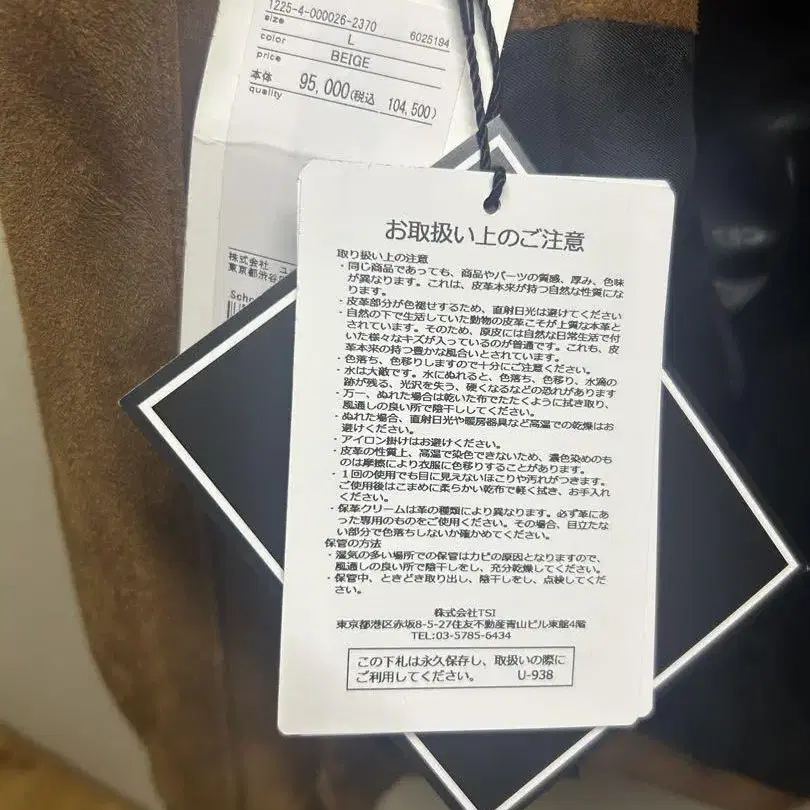 1225-4-000026-2370
6025194
size L
color BEIGE
price
本体 95,000(税込 104,500)
quality
株式会社 ユ
東京都渋谷区
お取扱い上のご注意
取り扱い上の注意
・同じ商品であっても、商品やパーツの質感、厚み、色味
が異なります。これは、皮革本来が持つ自然な性質にな
ります。
・皮革部分が色褪せするため、直射日光は避けてください
・自然の下で生活していた動物の皮革こそが上質な本革と
されています。そのため、原皮には自然な日常生活で付
いた様々なキズが入っているのが普通です。これも、皮
革本来の持つ豊かな風合いとされています。
・色落ち、色移りしますので十分にご注意ください。
・水は大敵です。水にぬれると、色落ち、色移り、水滴の
跡が残る、光沢を失う、硬くなるなどの恐れがあります
・万一、ぬれた場合は乾いた布でたたくように拭き取り、
風通しの良い所で陰干ししてください。
・ぬれた場合、直射日光や暖房器具など高温での乾燥はお
避けください。
・アイロン掛けはお避けください。
・皮革の性質上、高温で染色できないため、濃色染めのも
のは摩擦により衣服に色移りすることがあります。
・1回の使用でも目に見えないほこりや汚れがつきます。
ご使用後はこまめに柔らかい乾布で軽く拭き、お手入れ
ください。
・保革クリームは革の種類により異なります。必ず革にあ
った専用のものをご使用ください。その場合、目立たな
い部分で色落ちしないか確かめてください。
保管の方法
・湿気の多い場所での保管はカビの原因となりますので、
風通しの良い所で陰干しをし、充分乾燥してください。
・保管中、ときどき取り出し、陰干しをし、点検してくだ
さい。
株式会社TSI
東京都港区赤坂8-5-27住友不動産青山ビル東館4階
TEL:03-5785-6434
この下札は永久保存し、取扱いの際に
ご利用してください。 U-938